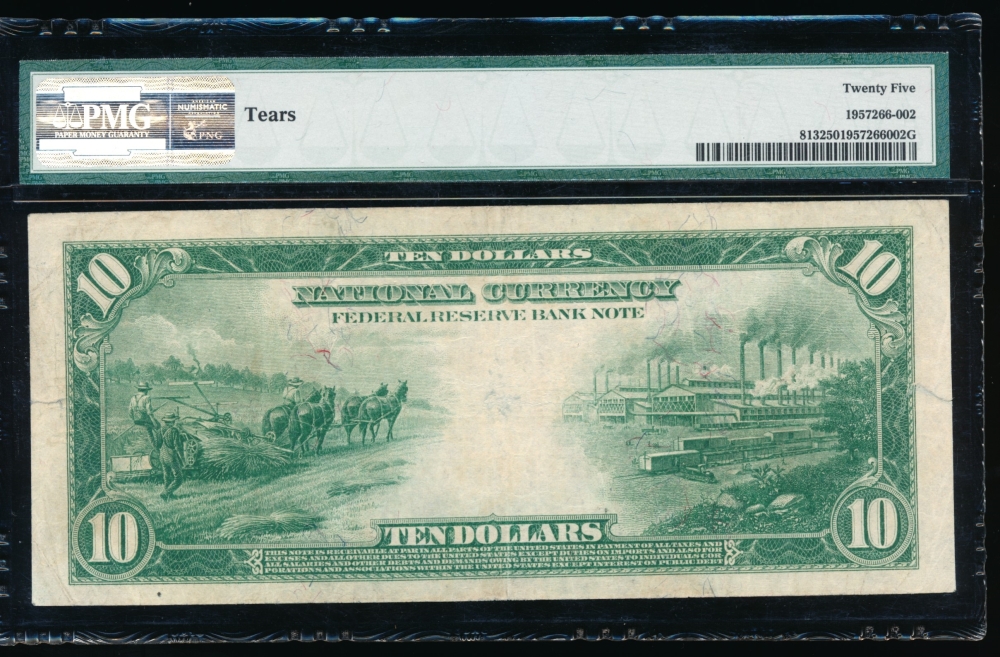 PMG
PAPER MONEY GUARANTY
NUMISMATIC
PNG
Tears
Twenty Five
1957266-002
8132501957266002G
10
TEN DOLLARS
10
NATIONAL CURRENCY
FEDERAL RESERVE BANK NOTE
10
TEN DOLLARS
10
THIS NOTE IS RECEIVABLE AT PAR IN ALL PARTS OF THE UNITED STATES IN PAYMENT OF ALL TAXES AND
EXCISES AND ALL OTHER DUES TO THE UNITED STATES EXCEPT DUTIES ON IMPORTS AND ALSO FOR
ALL SALARIES AND OTHER DEBTS AND DEMANDS OWING BY THE UNITED STATES TO INDIVIDUALS COR-
PORATIONS AND ASSOCIATIONS WITHIN THE UNITED STATES EXCEPT INTEREST ON PUBLIC DEBT